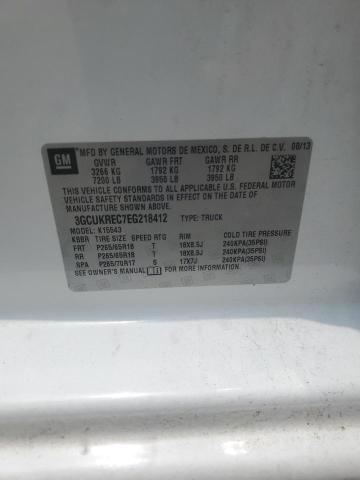 GM
MFD BY GENERAL MOTORS DE MEXICO, S. DE R.L. DE C.V. 08/13
GVWR GAWR FRT GAWR RR
3266 KG 1792 KG 1792 KG
7200 LB 3950 LB 3950 LB
THIS VEHICLE CONFORMS TO ALL APPLICABLE U.S. FEDERAL MOTOR
VEHICLE SAFETY AND THEFT PREVENTION STANDARDS
IN EFFECT ON THE DATE OF MANUFACTURE SHOWN ABOVE.
3GCUKREC7EG218412 TYPE: TRUCK
MODEL: K15543
TIRE SIZE SPEED RTG RIM COLD TIRE PRESSURE
FRT P265/65R18 T 18X8.5J 240KPA(35PSI)
RR P265/65R18 T 18X8.5J 240KPA(35PSI)
SPA P265/70R17 S 17X7J 240KPA(35PSI)
SEE OWNER'S MANUAL FOR ADDITIONAL INFORMATION.